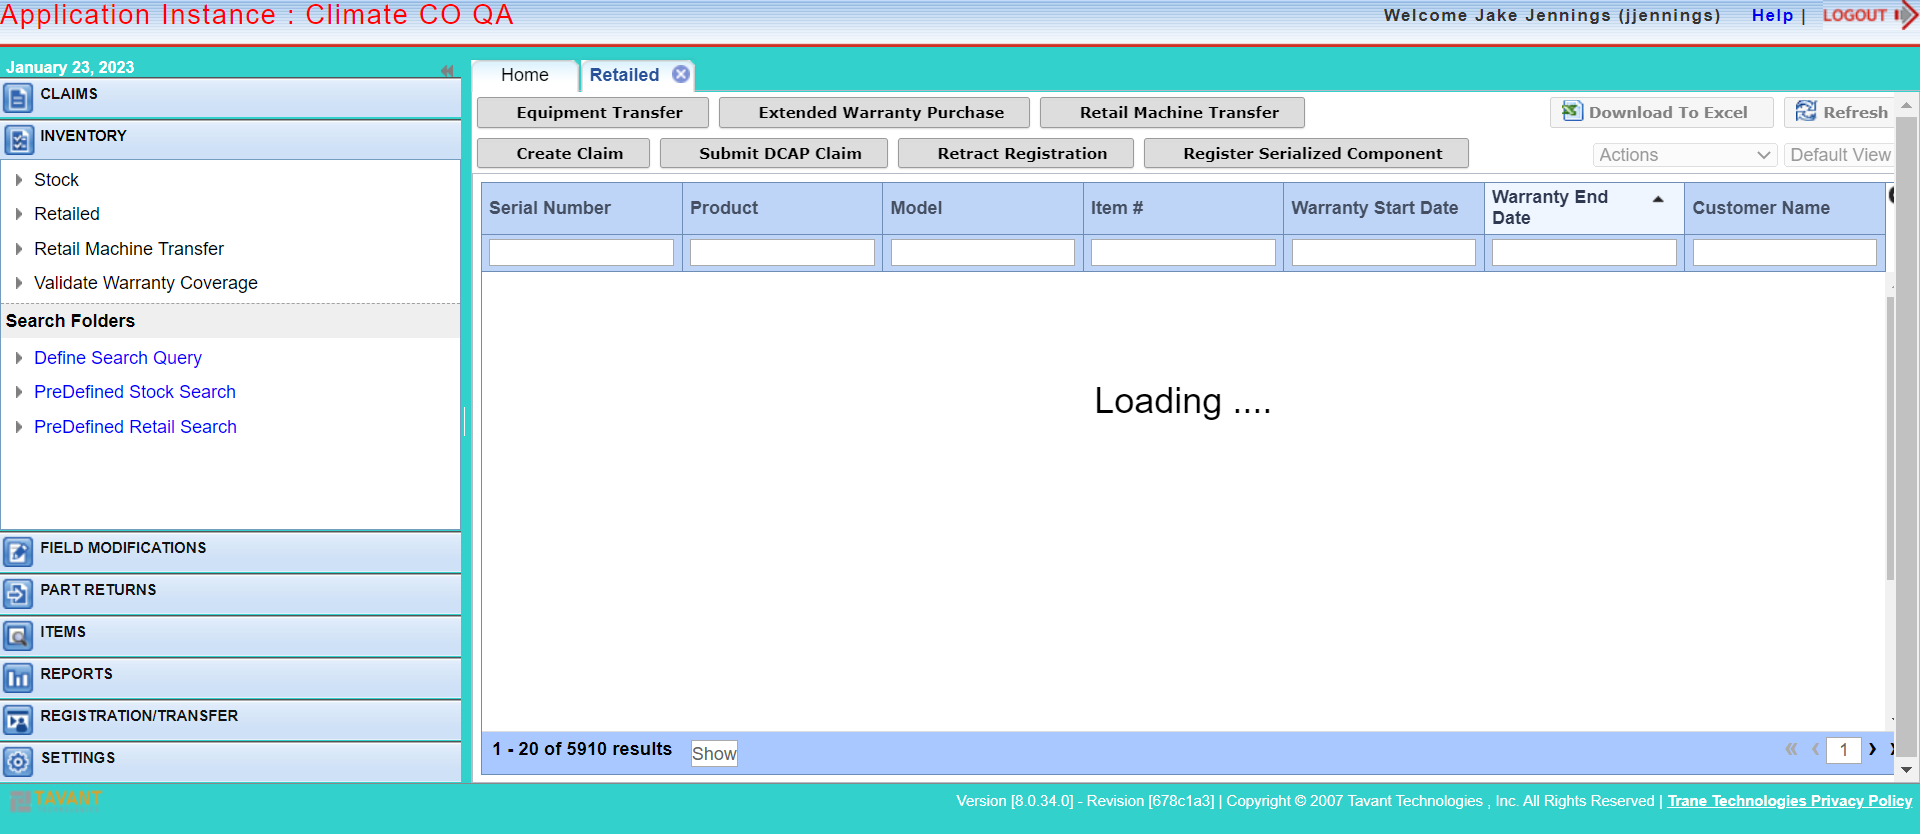 Application Instance : Climate CO QA
Welcome Jake Jennings (jjennings) Help | LOGOUT
January 23, 2023
CLAIMS
INVENTORY
Stock
Retailed
Retail Machine Transfer
Validate Warranty Coverage
Search Folders
Define Search Query
PreDefined Stock Search
PreDefined Retail Search
FIELD MODIFICATIONS
PART RETURNS
ITEMS
REPORTS
REGISTRATION/TRANSFER
SETTINGS
Home Retailed
Equipment Transfer Extended Warranty Purchase Retail Machine Transfer Download To Excel Refresh
Create Claim Submit DCAP Claim Retract Registration Register Serialized Component Actions Default View
Serial Number Product Model Item # Warranty Start Date Warranty End Date Customer Name
Loading ....
1 - 20 of 5910 results Show « ‹ 1 ›
TAVANT
Version [8.0.34.0] - Revision [678c1a3] | Copyright © 2007 Tavant Technologies , Inc. All Rights Reserved | Trane Technologies Privacy Policy